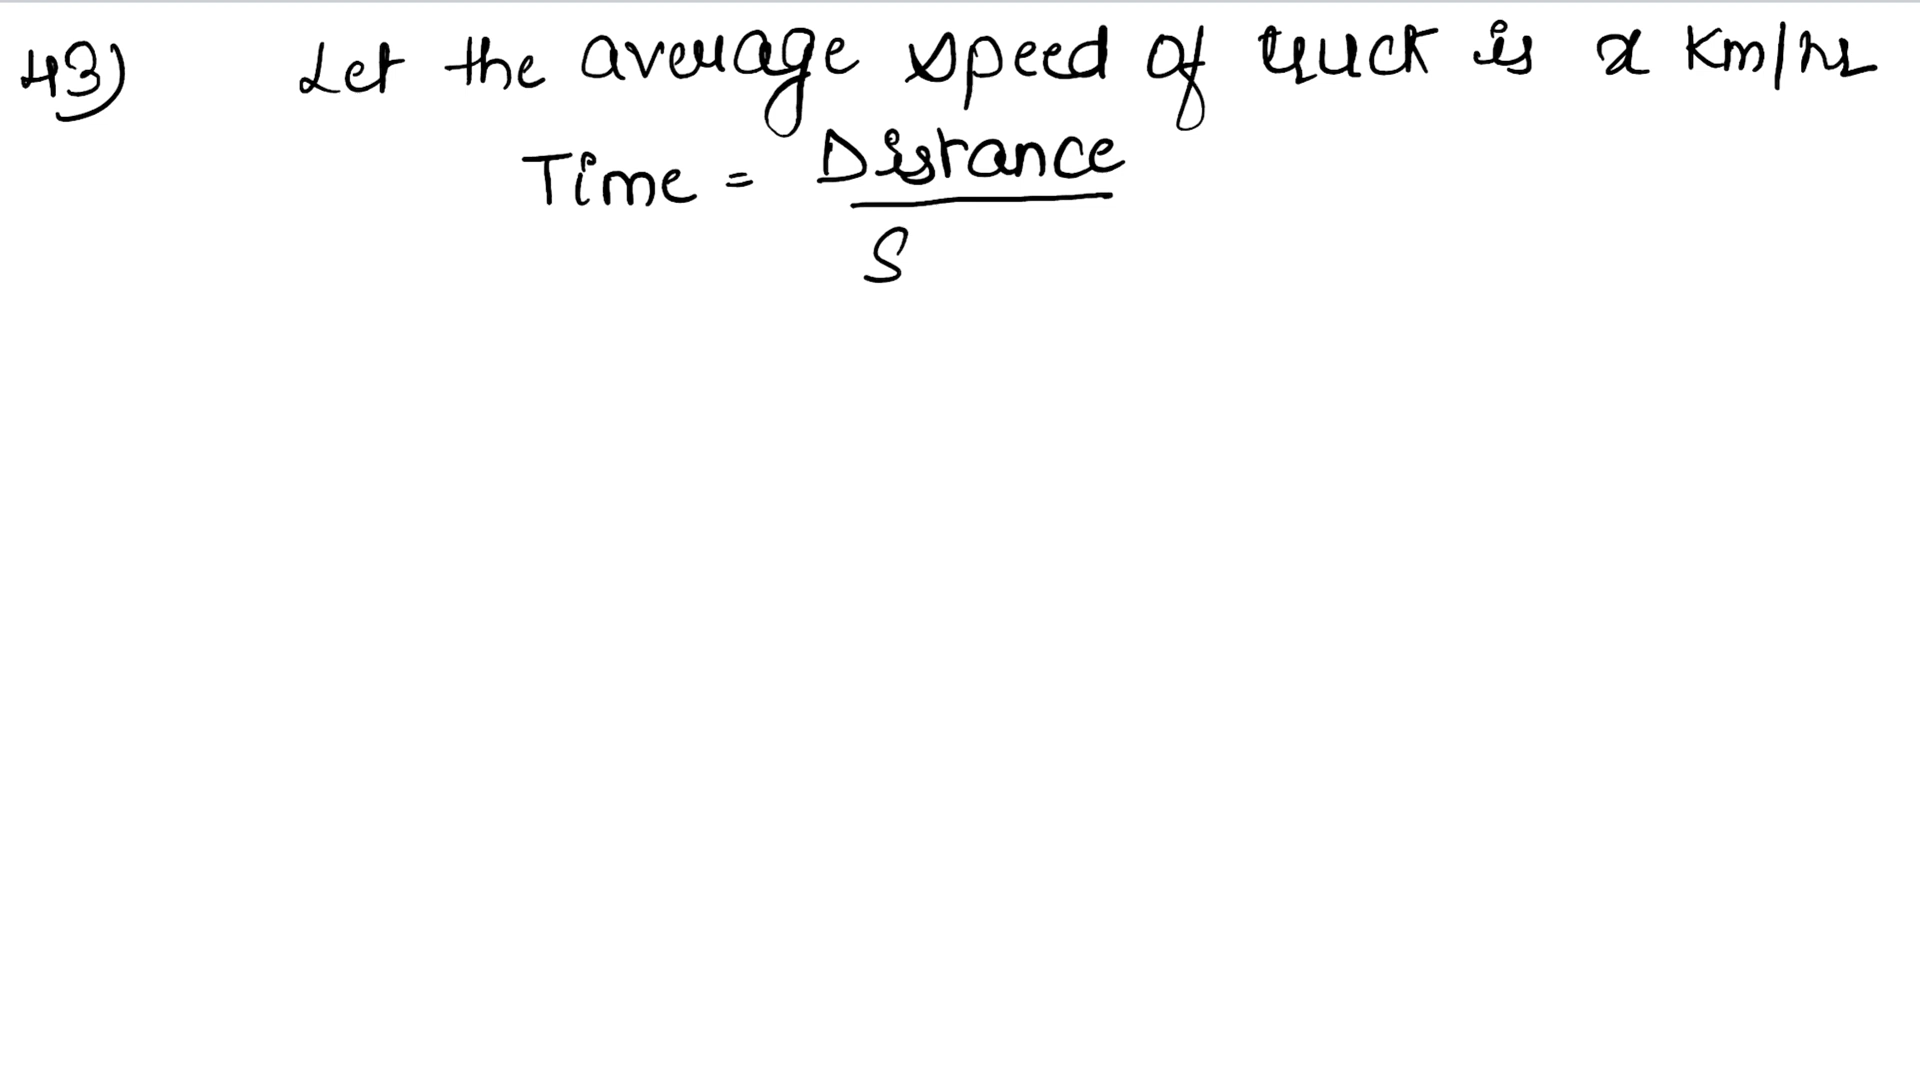 43) Let the average speed of truck is x Km/hr
Time = Distance
S